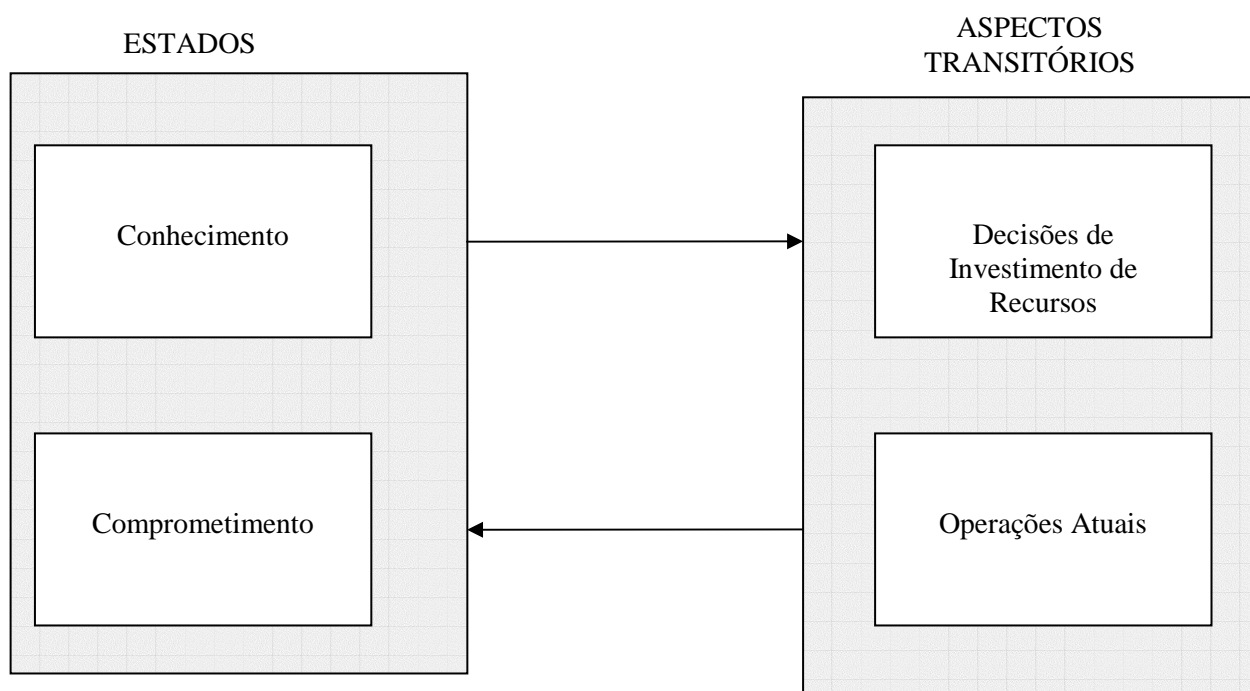 ESTADOS
ASPECTOS
TRANSITÓRIOS
Conhecimento
Decisões de
Investimento de
Recursos
Comprometimento
Operações Atuais